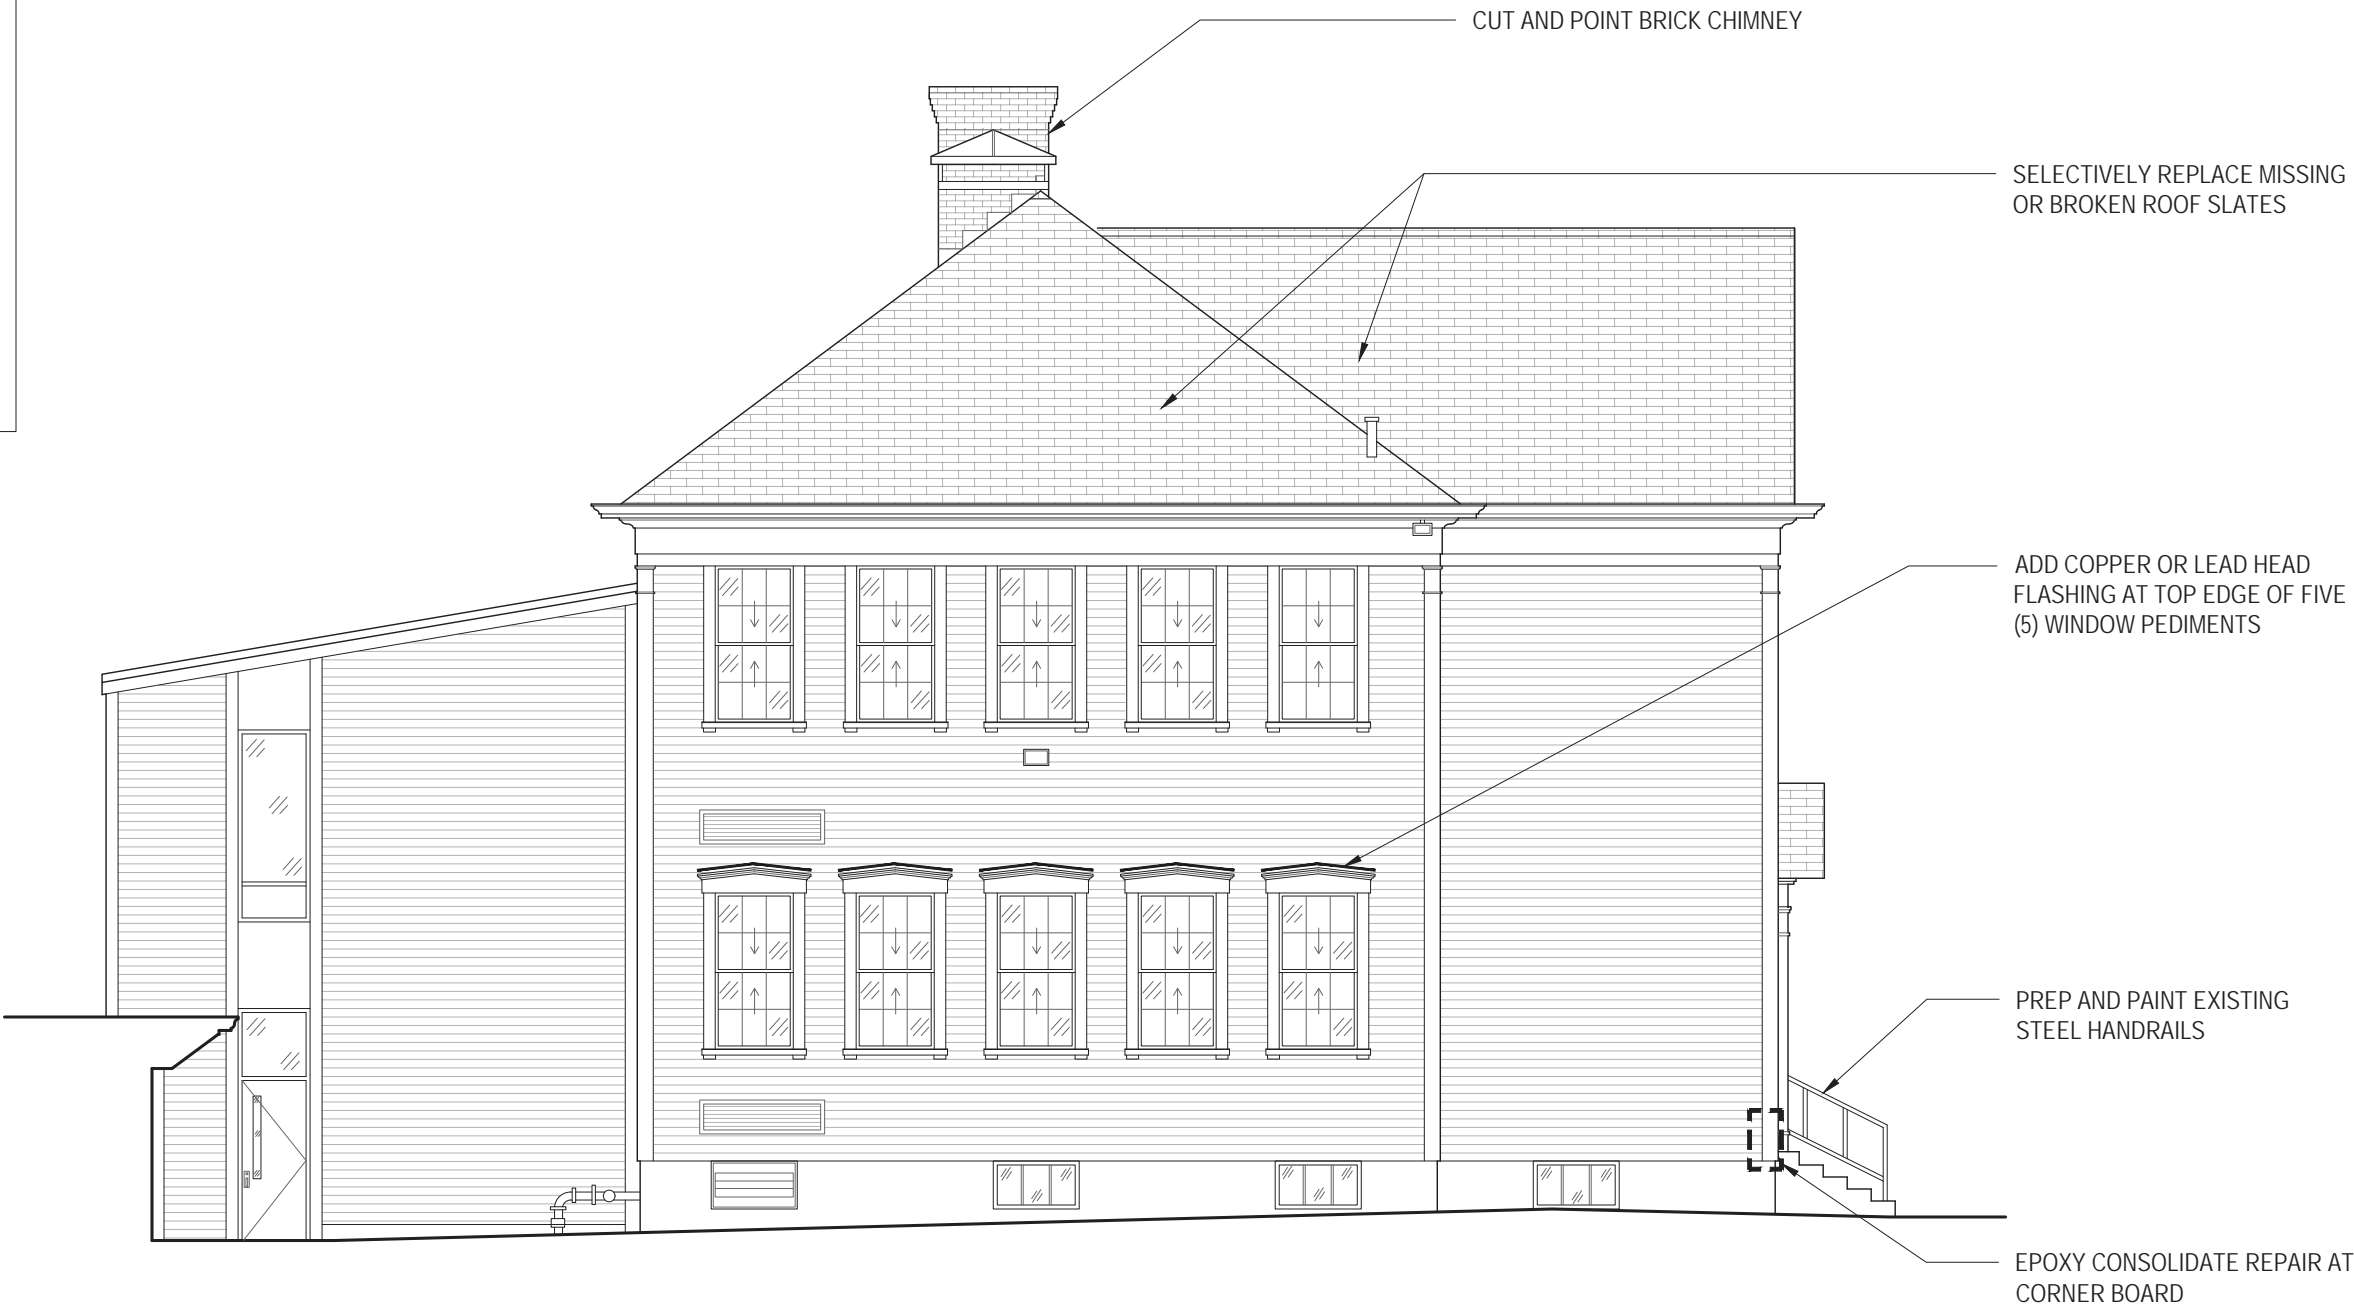 CUT AND POINT BRICK CHIMNEY
SELECTIVELY REPLACE MISSING
OR BROKEN ROOF SLATES
ADD COPPER OR LEAD HEAD
FLASHING AT TOP EDGE OF FIVE
(5) WINDOW PEDIMENTS
PREP AND PAINT EXISTING
STEEL HANDRAILS
EPOXY CONSOLIDATE REPAIR AT
CORNER BOARD